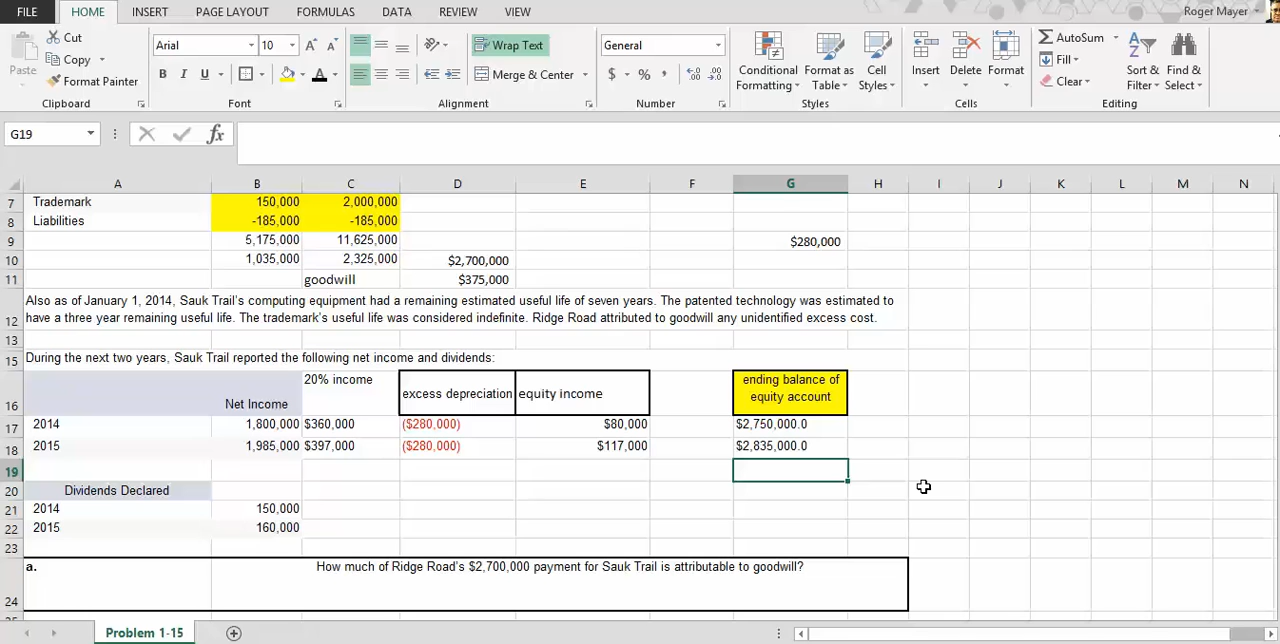 FILE HOME INSERT PAGE LAYOUT FORMULAS DATA REVIEW VIEW Roger Mayer
Cut
Copy
Format Painter
Paste
Clipboard
Arial 10 A A
B I U A
Font
Wrap Text
Merge & Center
Alignment
General
$ % , .0 .00 .00 .0
Number
Conditional Formatting
Format as Table
Cell Styles
Styles
Insert Delete Format
Cells
AutoSum
Fill
Clear
Sort & Filter
Find & Select
Editing
G19 fx
A B C D E F G H I J K L M N
7 Trademark 150,000 2,000,000
8 Liabilities -185,000 -185,000
9 5,175,000 11,625,000 $280,000
10 1,035,000 2,325,000 $2,700,000
11 goodwill $375,000
Also as of January 1, 2014, Sauk Trail's computing equipment had a remaining estimated useful life of seven years. The patented technology was estimated to
12 have a three year remaining useful life. The trademark's useful life was considered indefinite. Ridge Road attributed to goodwill any unidentified excess cost.
13
15 During the next two years, Sauk Trail reported the following net income and dividends:
16 Net Income 20% income excess depreciation equity income ending balance of
equity account
17 2014 1,800,000 $360,000 ($280,000) $80,000 $2,750,000.0
18 2015 1,985,000 $397,000 ($280,000) $117,000 $2,835,000.0
19
20 Dividends Declared
21 2014 150,000
22 2015 160,000
23
a. How much of Ridge Road's $2,700,000 payment for Sauk Trail is attributable to goodwill?
24
Problem 1-15